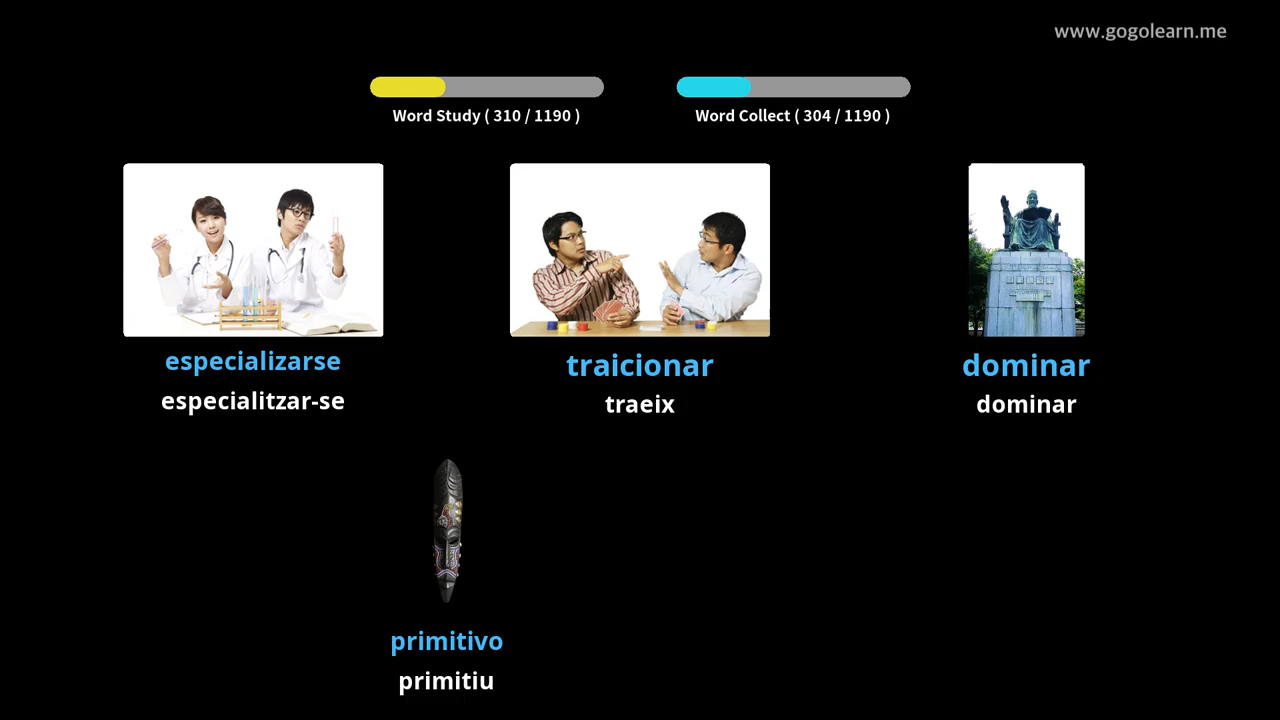 www.gogolearn.me
Word Study ( 310 / 1190 )
Word Collect ( 304 / 1190 )
especializarse
especialitzar-se
traicionar
traeix
dominar
dominar
primitivo
primitiu